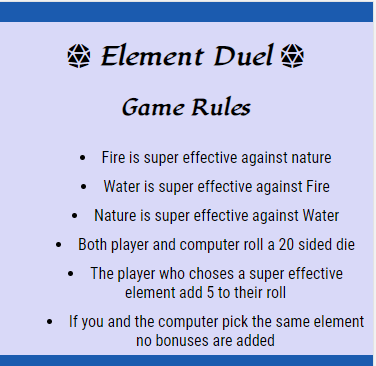 Element Duel
Game Rules
• Fire is super effective against nature
• Water is super effective against Fire
• Nature is super effective against Water
• Both player and computer roll a 20 sided die
• The player who choses a super effective
element add 5 to their roll
• If you and the computer pick the same element
no bonuses are added